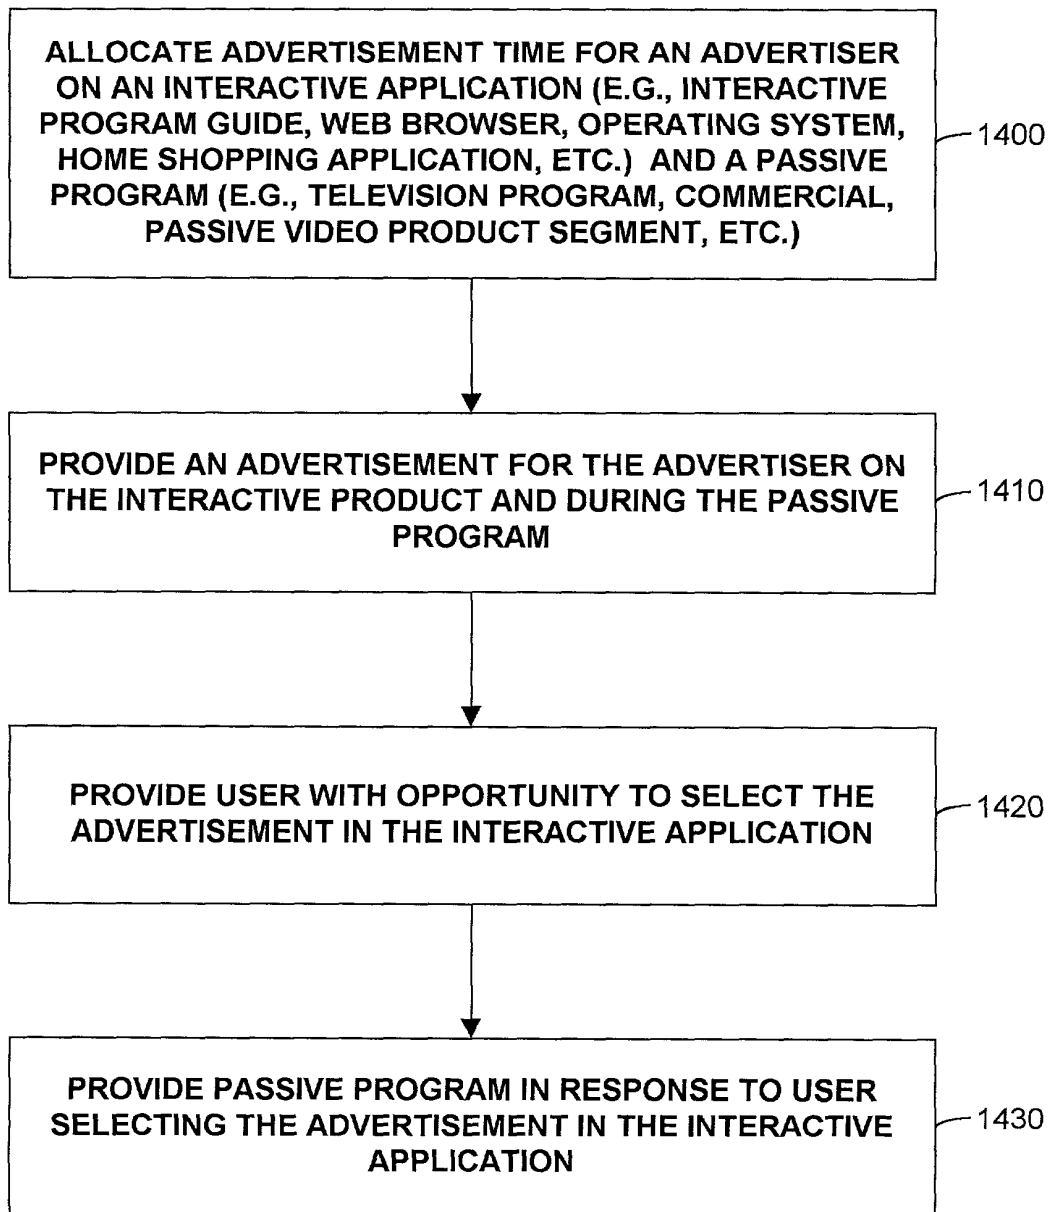 ALLOCATE ADVERTISEMENT TIME FOR AN ADVERTISER
ON AN INTERACTIVE APPLICATION (E.G., INTERACTIVE
PROGRAM GUIDE, WEB BROWSER, OPERATING SYSTEM,
HOME SHOPPING APPLICATION, ETC.) AND A PASSIVE
PROGRAM (E.G., TELEVISION PROGRAM, COMMERCIAL,
PASSIVE VIDEO PRODUCT SEGMENT, ETC.)
1400
PROVIDE AN ADVERTISEMENT FOR THE ADVERTISER ON
THE INTERACTIVE PRODUCT AND DURING THE PASSIVE
PROGRAM
1410
PROVIDE USER WITH OPPORTUNITY TO SELECT THE
ADVERTISEMENT IN THE INTERACTIVE APPLICATION
1420
PROVIDE PASSIVE PROGRAM IN RESPONSE TO USER
SELECTING THE ADVERTISEMENT IN THE INTERACTIVE
APPLICATION
1430